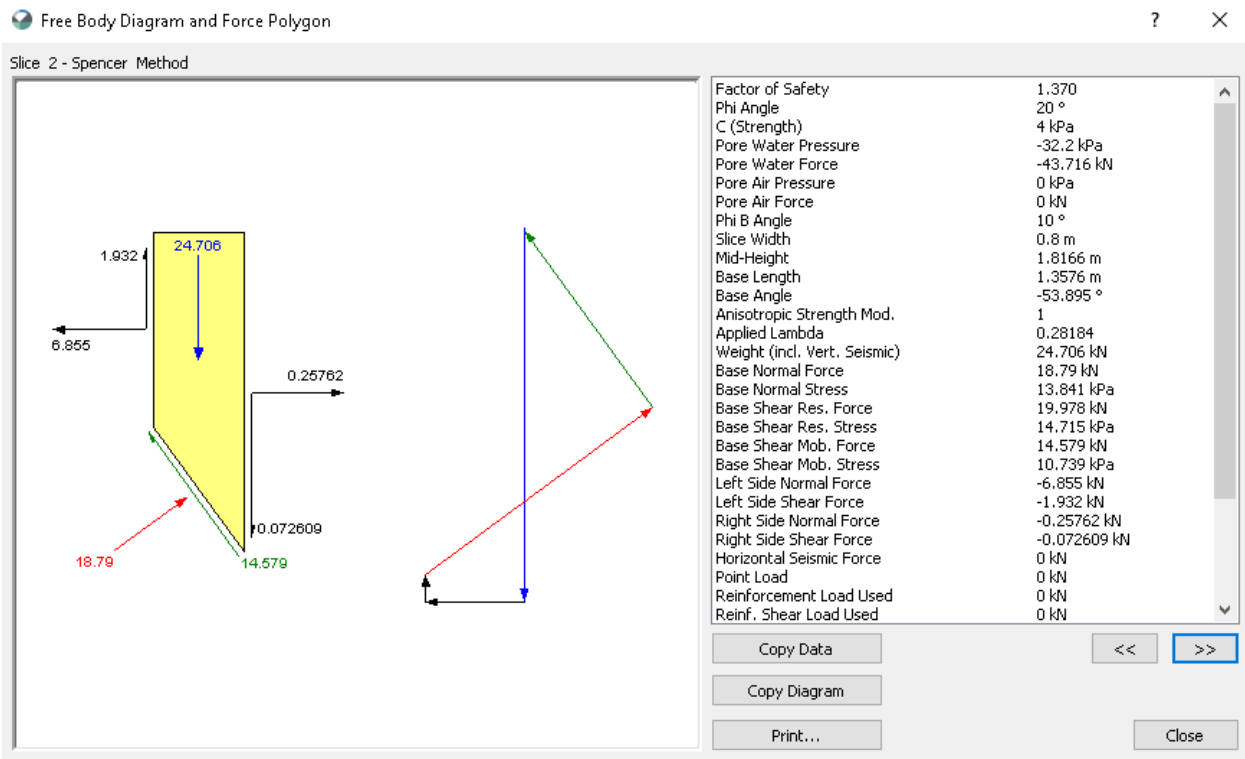 Free Body Diagram and Force Polygon
?
×
Slice 2 - Spencer Method
24.706
1.932
6.855
0.25762
0.072609
18.79
14.579
Factor of Safety 1.370
Phi Angle 20 °
C (Strength) 4 kPa
Pore Water Pressure -32.2 kPa
Pore Water Force -43.716 kN
Pore Air Pressure 0 kPa
Pore Air Force 0 kN
Phi B Angle 10 °
Slice Width 0.8 m
Mid-Height 1.8166 m
Base Length 1.3576 m
Base Angle -53.895 °
Anisotropic Strength Mod. 1
Applied Lambda 0.28184
Weight (incl. Vert. Seismic) 24.706 kN
Base Normal Force 18.79 kN
Base Normal Stress 13.841 kPa
Base Shear Res. Force 19.978 kN
Base Shear Res. Stress 14.715 kPa
Base Shear Mob. Force 14.579 kN
Base Shear Mob. Stress 10.739 kPa
Left Side Normal Force -6.855 kN
Left Side Shear Force -1.932 kN
Right Side Normal Force -0.25762 kN
Right Side Shear Force -0.072609 kN
Horizontal Seismic Force 0 kN
Point Load 0 kN
Reinforcement Load Used 0 kN
Reinf. Shear Load Used 0 kN
Copy Data
<<
>>
Copy Diagram
Print...
Close